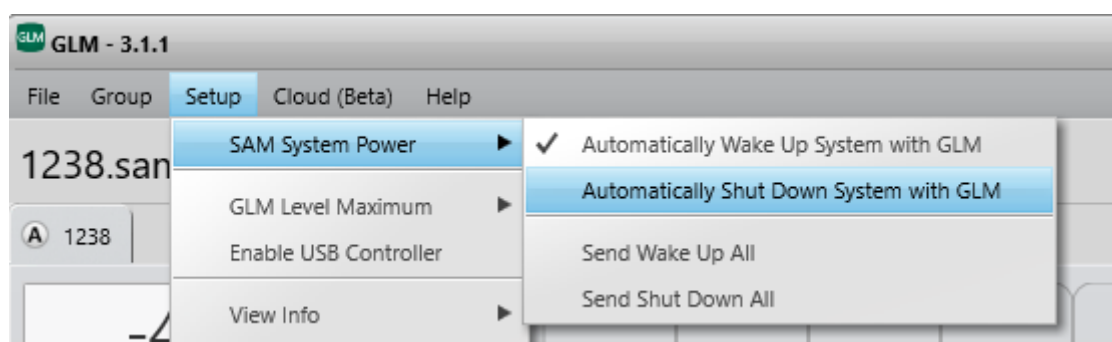 GLM GLM - 3.1.1
File Group Setup Cloud (Beta) Help
1238.sam
A 1238
SAM System Power
GLM Level Maximum
Enable USB Controller
View Info
✓ Automatically Wake Up System with GLM
Automatically Shut Down System with GLM
Send Wake Up All
Send Shut Down All